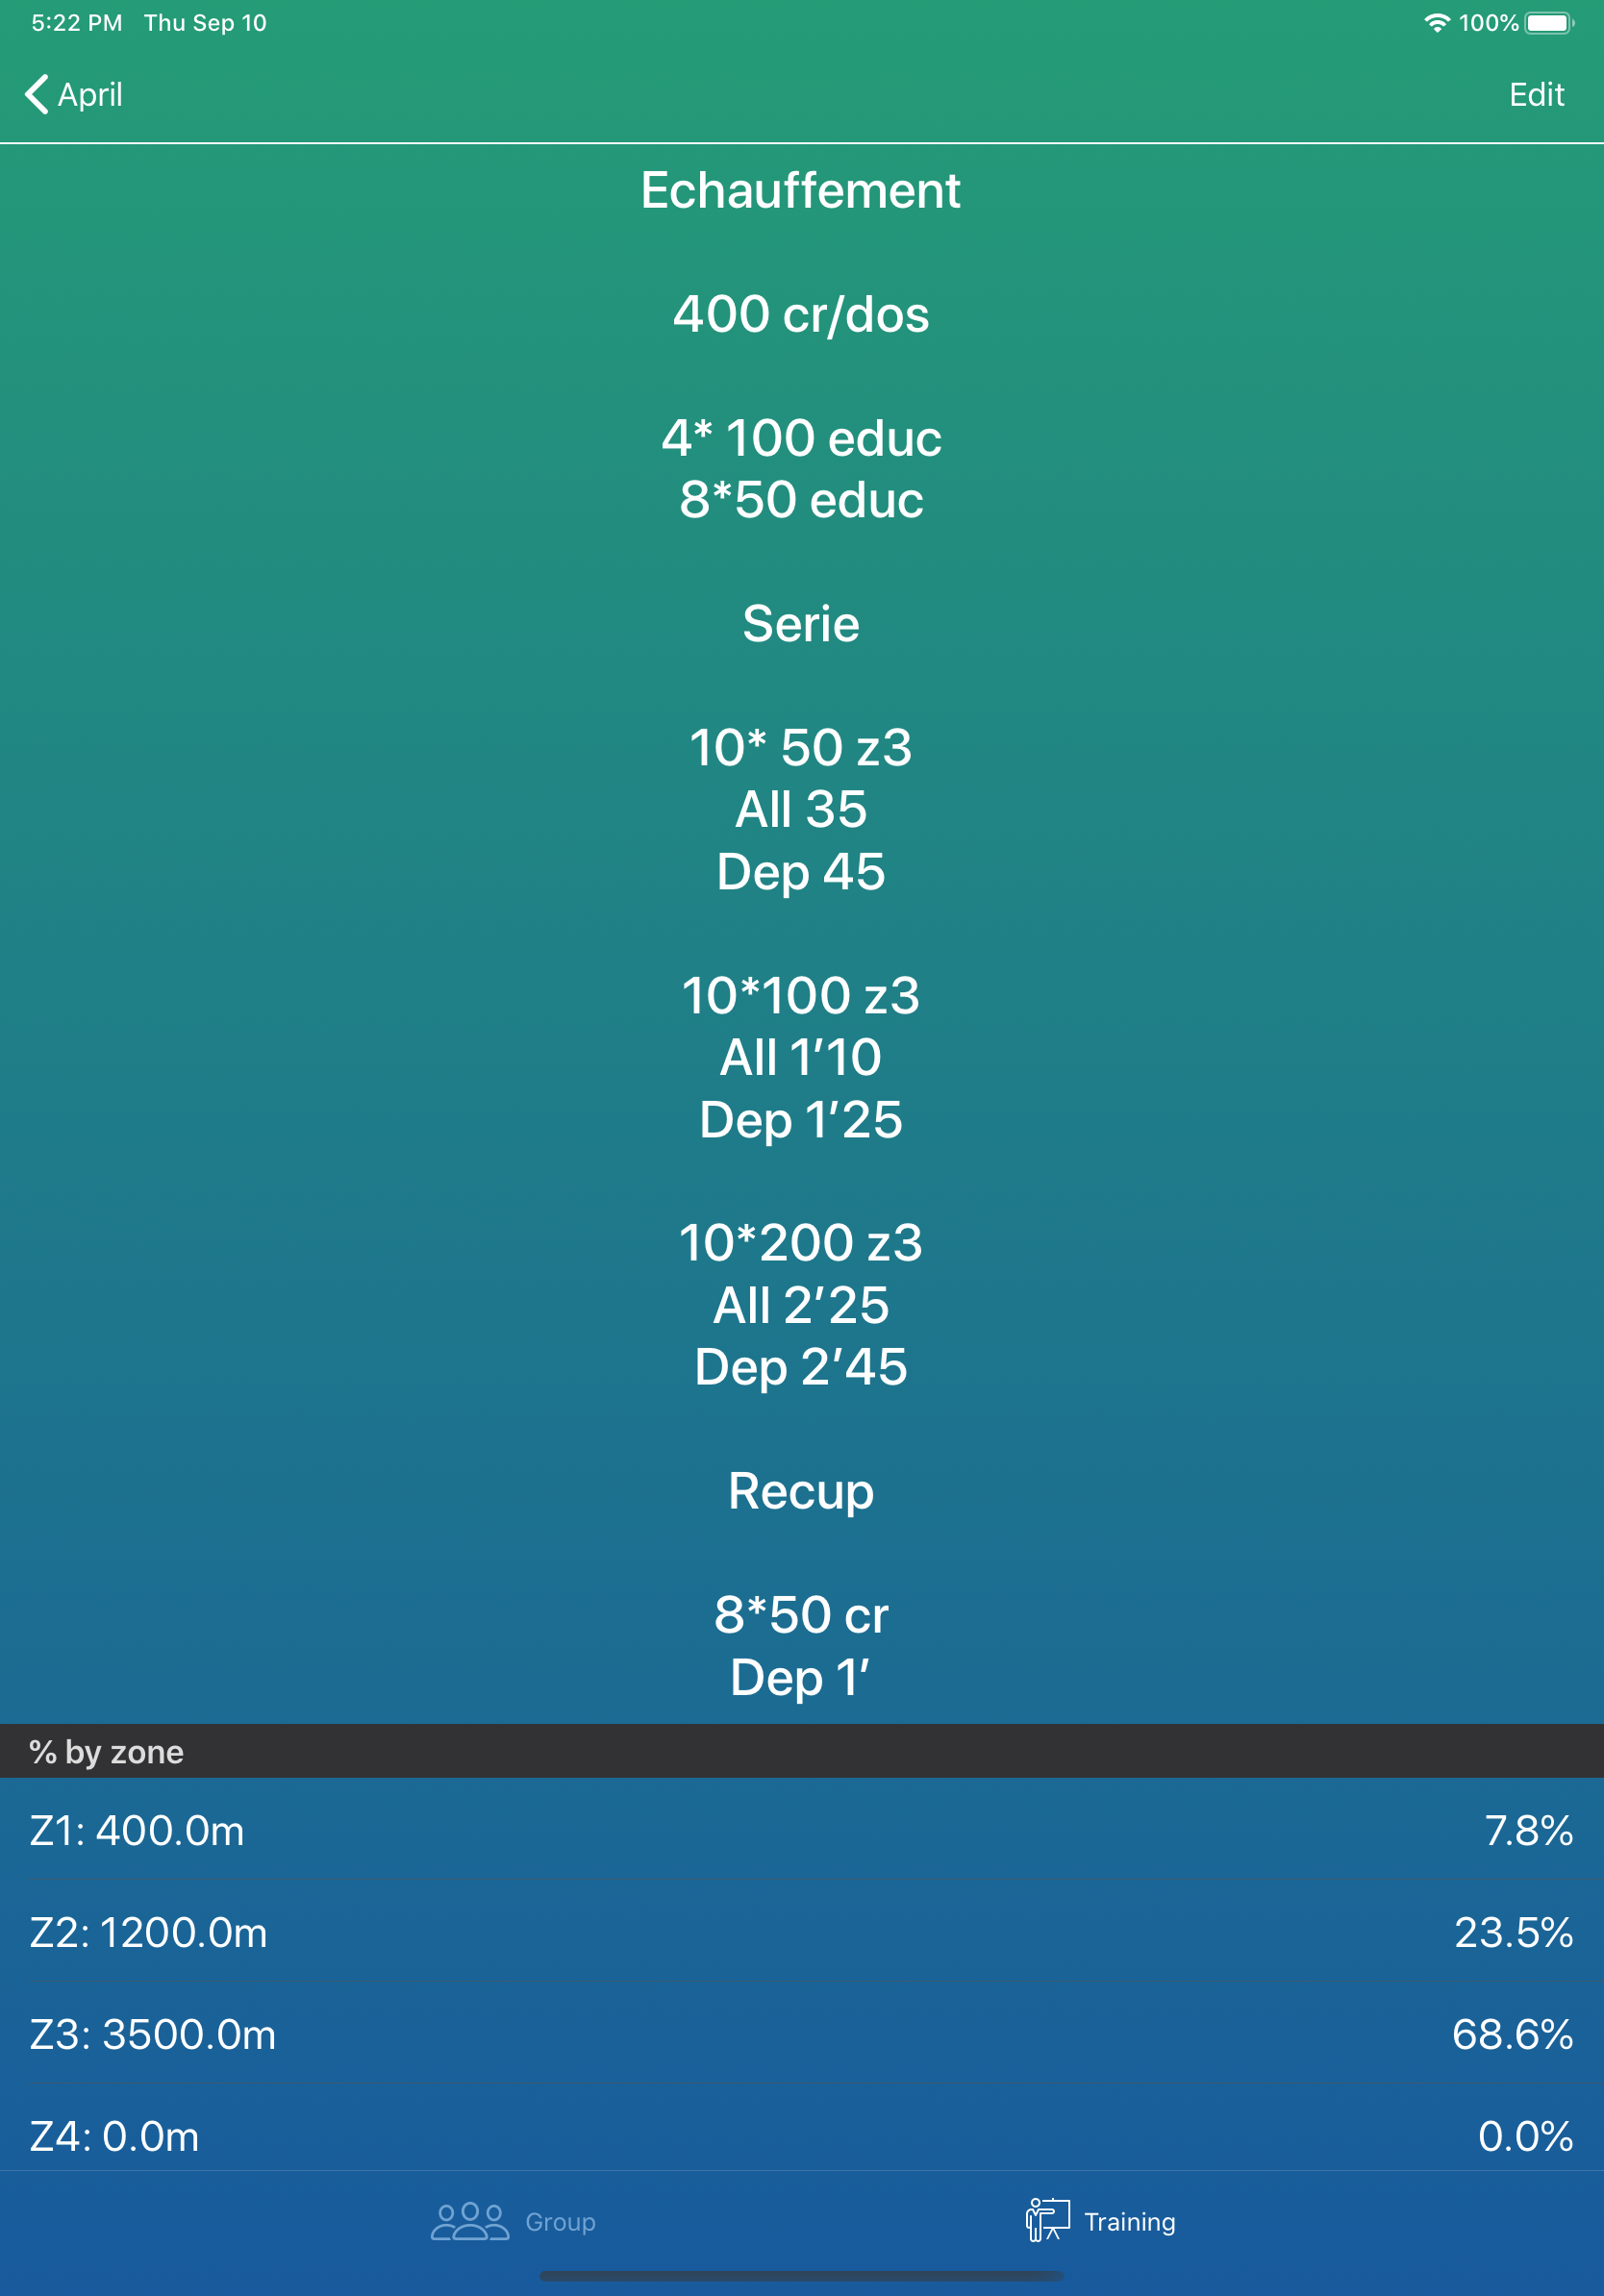 5:22 PM Thu Sep 10 100%
April Edit
Echauffement
400 cr/dos
4* 100 educ
8*50 educ
Serie
10* 50 z3
All 35
Dep 45
10*100 z3
All 1’10
Dep 1’25
10*200 z3
All 2’25
Dep 2’45
Recup
8*50 cr
Dep 1’
% by zone
Z1: 400.0m 7.8%
Z2: 1200.0m 23.5%
Z3: 3500.0m 68.6%
Z4: 0.0m 0.0%
Group Training